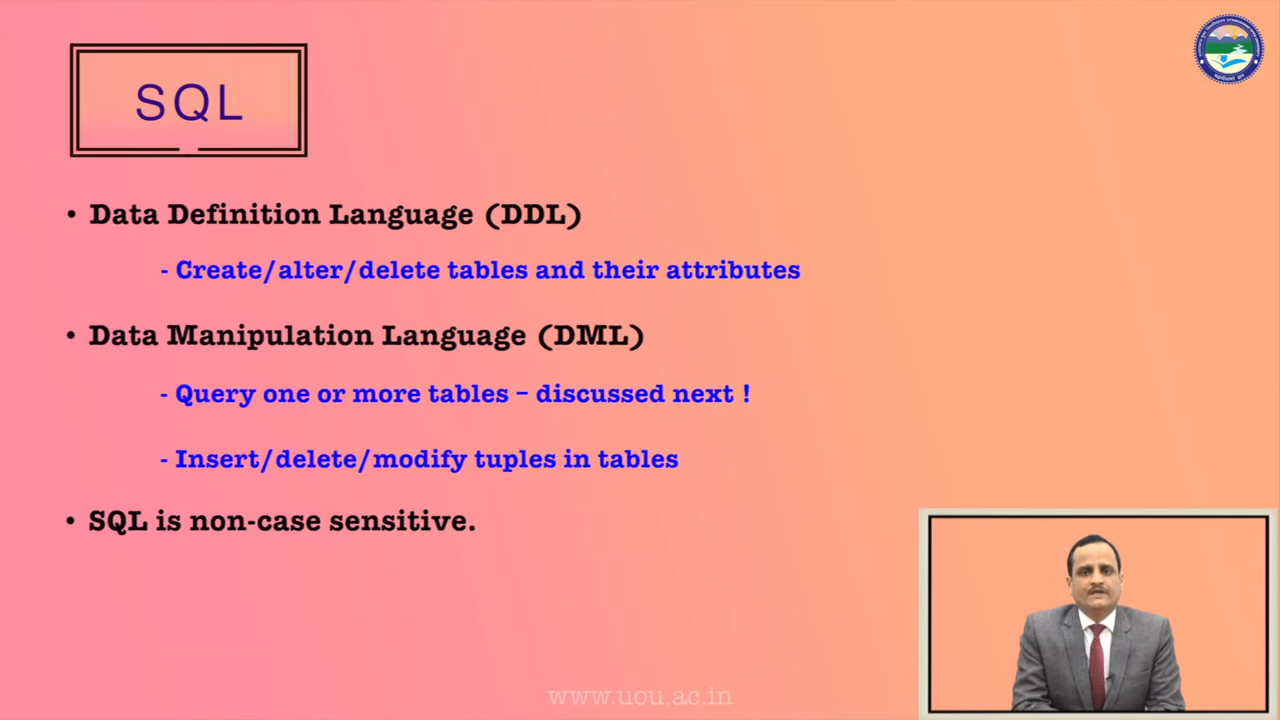 SQL
• Data Definition Language (DDL)
- Create/alter/delete tables and their attributes
• Data Manipulation Language (DML)
- Query one or more tables – discussed next !
- Insert/delete/modify tuples in tables
• SQL is non-case sensitive.
www.uou.ac.in